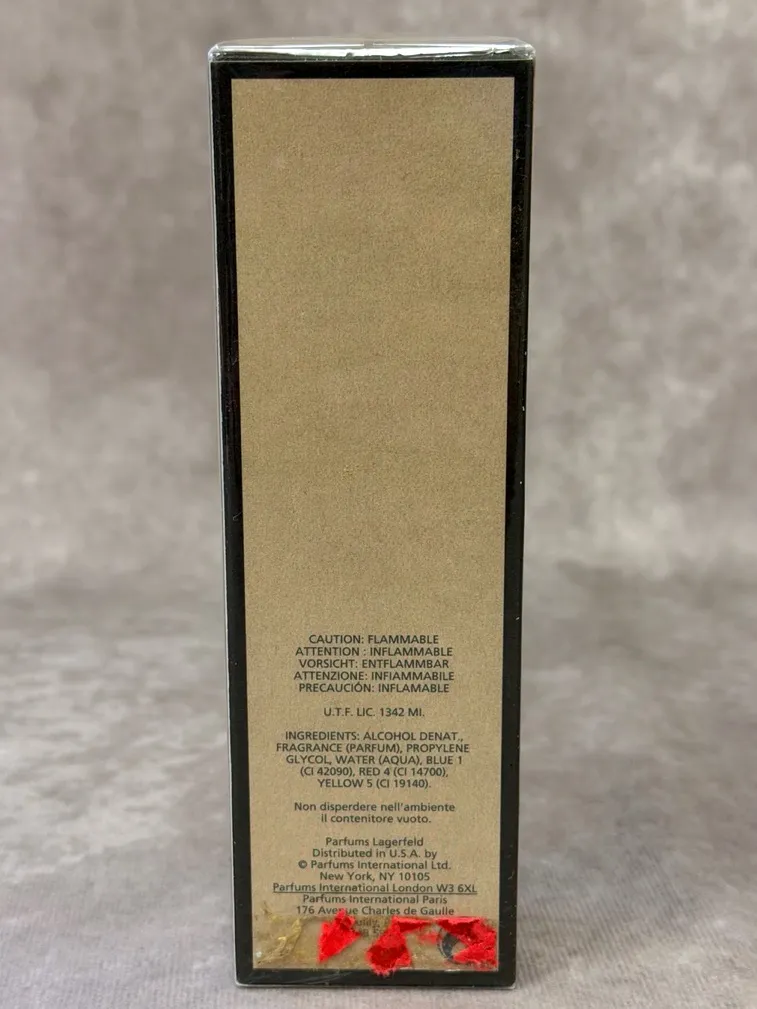 CAUTION: FLAMMABLE
ATTENTION : INFLAMMABLE
VORSICHT: ENTFLAMMBAR
ATTENZIONE: INFIAMMABILE
PRECAUCIÓN: INFLAMABLE
U.T.F. LIC. 1342 MI.
INGREDIENTS: ALCOHOL DENAT.,
FRAGRANCE (PARFUM), PROPYLENE
GLYCOL, WATER (AQUA), BLUE 1
(CI 42090), RED 4 (CI 14700),
YELLOW 5 (CI 19140).
Non disperdere nell'ambiente
il contenitore vuoto.
Parfums Lagerfeld
Distributed in U.S.A. by
© Parfums International Ltd.
New York, NY 10105
Parfums International London W3 6XL
Parfums International Paris
176 Avenue Charles de Gaulle